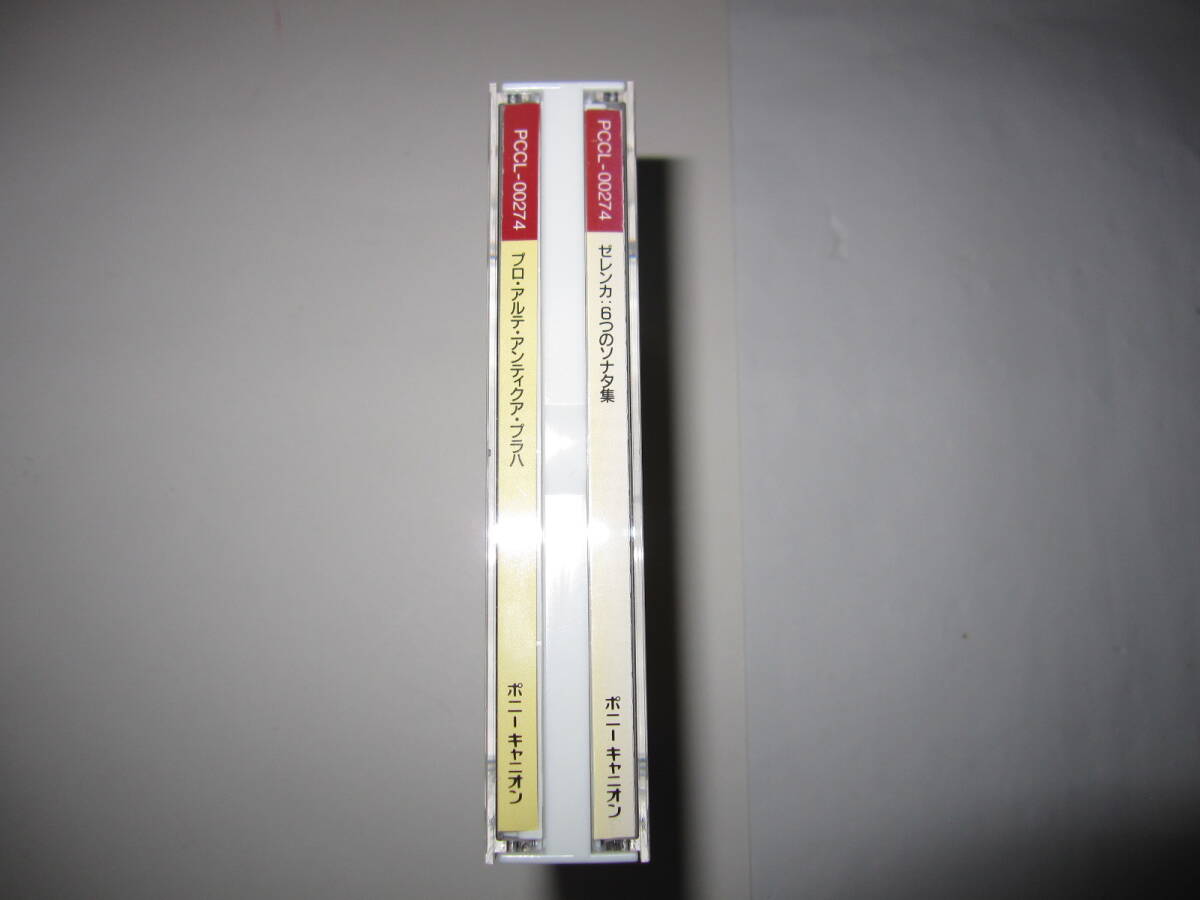 PCCL-00274
プロ・アルテ・アンティクア・プラハ
ポニーキャニオン
PCCL-00274
ゼレンカ:6つのソナタ集
ポニーキャニオン